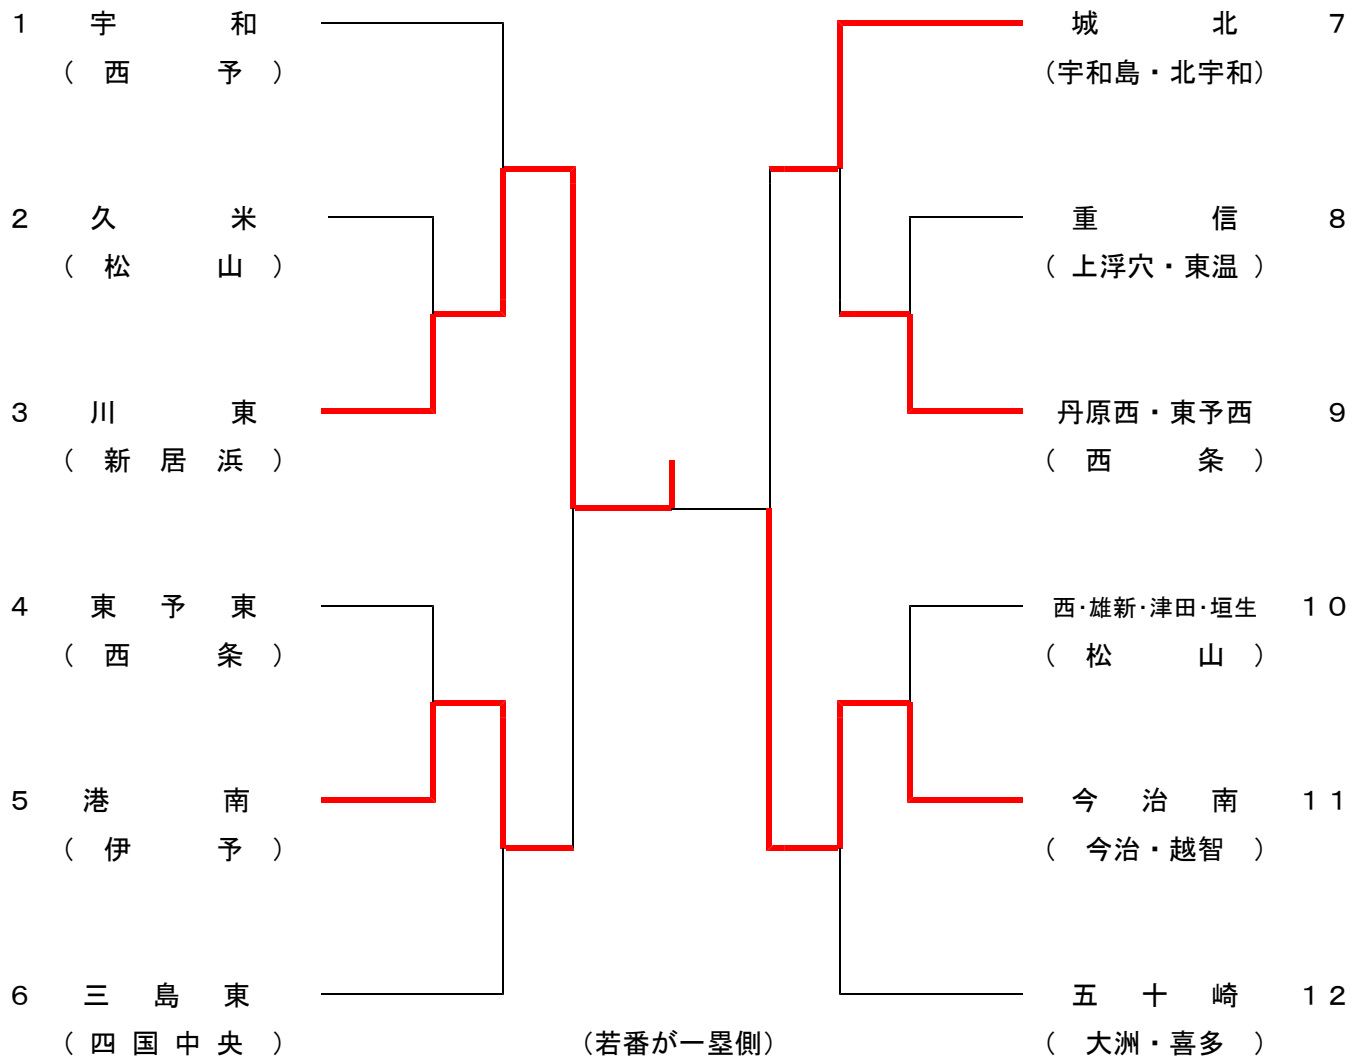 1 宇和
（西予）
2 久米
（松山）
3 川東
（新居浜）
4 東予東
（西条）
5 港南
（伊予）
6 三島東
（四国中央）
（若番が一塁側）
城北 7
（宇和島・北宇和）
重信 8
（上浮穴・東温）
丹原西・東予西 9
（西条）
西・雄新・津田・垣生 10
（松山）
今治南 11
（今治・越智）
五十崎 12
（大洲・喜多）